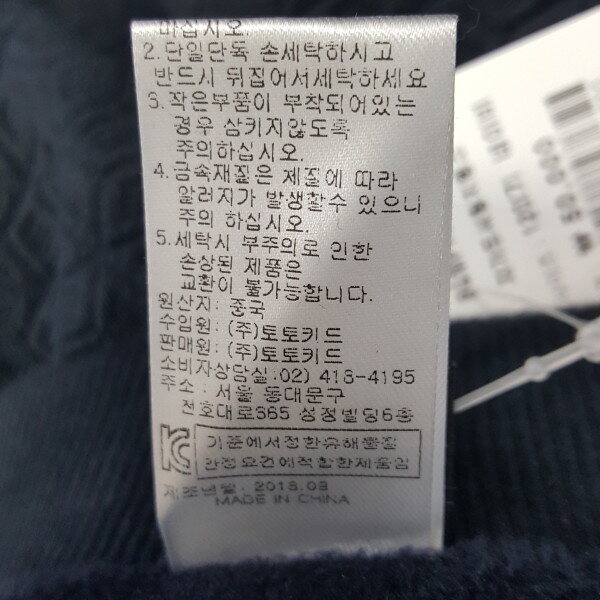 마십시오.
2.단일단독 손세탁하시고
반드시 뒤집어서세탁하세요
3.작은부품이 부착되어있는
경우 삼키지않도록
주의하십시오.
4.금속재질은 체질에 따라
알러지가 발생할수 있으니
주의 하십시오.
5.세탁시 부주의로 인한
손상된 제품은
교환이 불가능합니다.
원산지: 중국
수입원: (주)토토키드
판매원: (주)토토키드
소비자상담실:02) 413-4195
주소: 서울 동대문구
천호대로365 성정빌딩6층
기준에서정한유해물질
안정요건에적합한제품임
제조년월: 2018.08
MADE IN CHINA
₩ 50,000